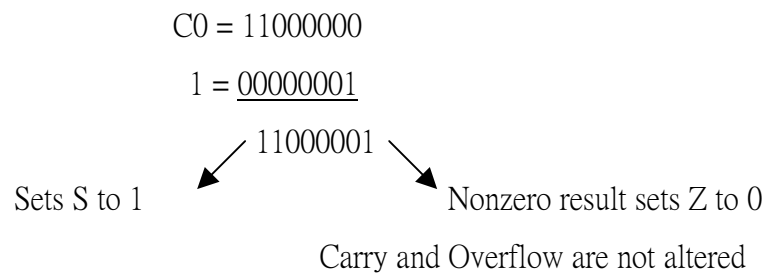 C0 = 11000000
1 = 00000001
11000001
Sets S to 1 Nonzero result sets Z to 0
Carry and Overflow are not altered